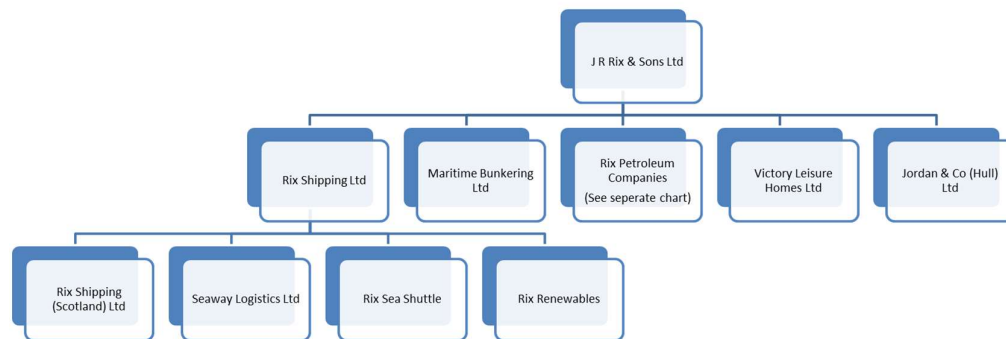 J R Rix & Sons Ltd
Rix Shipping Ltd
Maritime Bunkering
Ltd
Rix Petroleum
Companies
(See seperate chart)
Victory Leisure
Homes Ltd
Jordan & Co (Hull)
Ltd
Rix Shipping
(Scotland) Ltd
Seaway Logistics Ltd
Rix Sea Shuttle
Rix Renewables